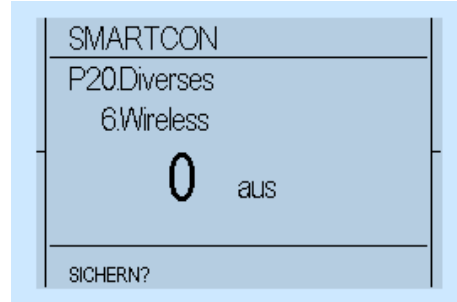 SMARTCON
P20.Diverses
6.Wireless
0 aus
SICHERN?